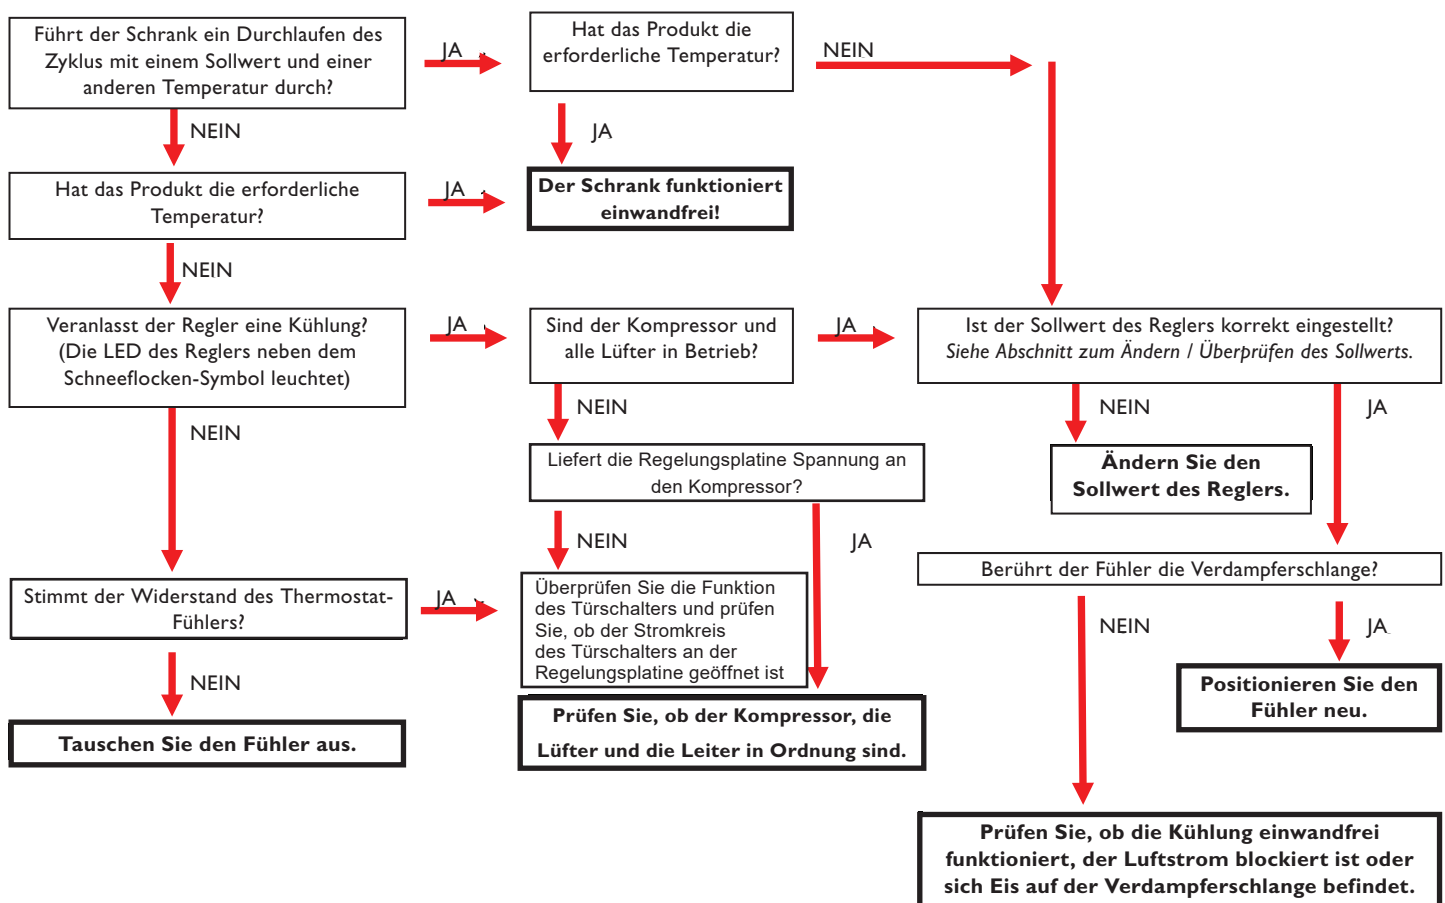 Führt der Schrank ein Durchlaufen des
Zyklus mit einem Sollwert und einer
anderen Temperatur durch?
JA
Hat das Produkt die
erforderliche Temperatur?
NEIN
NEIN
JA
Hat das Produkt die erforderliche
Temperatur?
JA
Der Schrank funktioniert
einwandfrei!
NEIN
Veranlasst der Regler eine Kühlung?
(Die LED des Reglers neben dem
Schneeflocken-Symbol leuchtet)
JA
Sind der Kompressor und
alle Lüfter in Betrieb?
JA
Ist der Sollwert des Reglers korrekt eingestellt?
Siehe Abschnitt zum Ändern / Überprüfen des Sollwerts.
NEIN
NEIN
NEIN
JA
Liefert die Regelungsplatine Spannung an
den Kompressor?
Ändern Sie den
Sollwert des Reglers.
NEIN
JA
Berührt der Fühler die Verdampferschlange?
Stimmt der Widerstand des Thermostat-
Fühlers?
JA
Überprüfen Sie die Funktion
des Türschalters und prüfen
Sie, ob der Stromkreis
des Türschalters an der
Regelungsplatine geöffnet ist
NEIN
JA
NEIN
Tauschen Sie den Fühler aus.
Prüfen Sie, ob der Kompressor, die
Lüfter und die Leiter in Ordnung sind.
Positionieren Sie den
Fühler neu.
Prüfen Sie, ob die Kühlung einwandfrei
funktioniert, der Luftstrom blockiert ist oder
sich Eis auf der Verdampferschlange befindet.